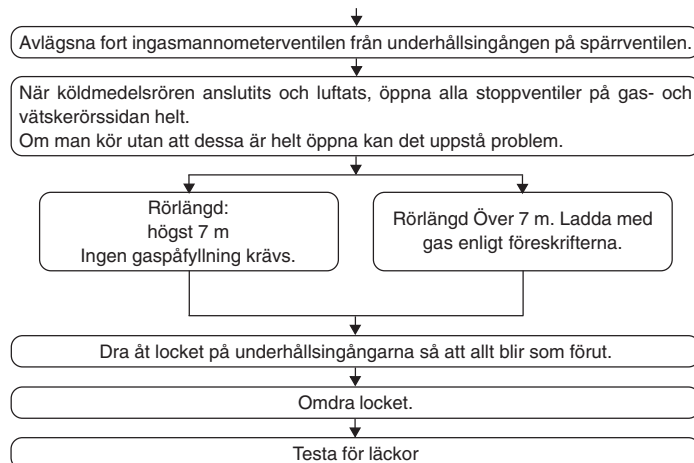 Avlägsna fort ingasmannometerventilen från underhållsingången på spärrventilen.
När köldmedelsrören anslutits och luftats, öppna alla stoppventiler på gas- och
vätskerörssidan helt.
Om man kör utan att dessa är helt öppna kan det uppstå problem.
Rörlängd:
högst 7 m
Ingen gaspåfyllning krävs.
Rörlängd Över 7 m. Ladda med
gas enligt föreskrifterna.
Dra åt locket på underhållsingångarna så att allt blir som förut.
Omdra locket.
Testa för läckor